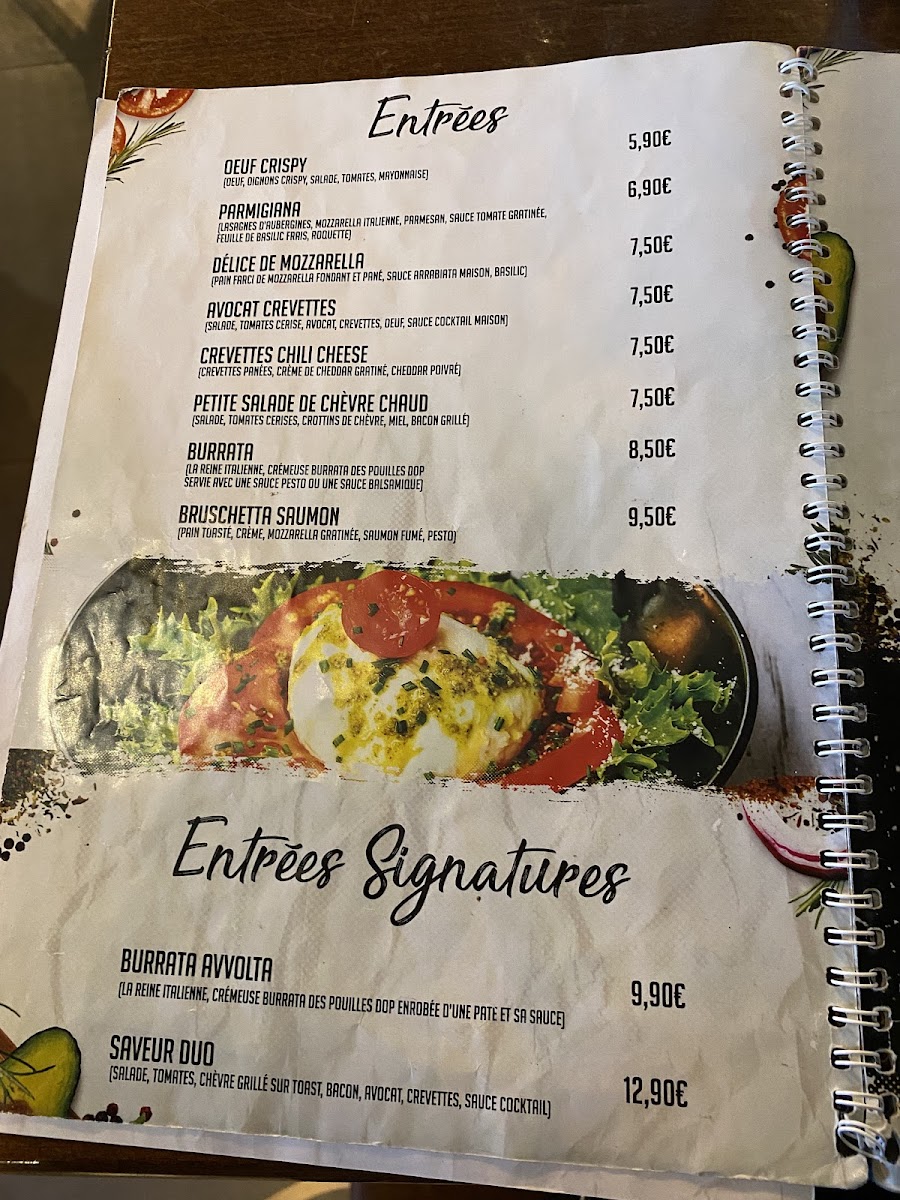 Entrées
OEUF CRISPY
5,90€
(OEUF, OIGNONS CRISPY, SALADE, TOMATES, MAYONNAISE)
PARMIGIANA
6,90€
(LASAGNES D'AUBERGINES, MOZZARELLA ITALIENNE, PARMESAN, SAUCE TOMATE GRATINÉE,
FEUILLE DE BASILIC FRAIS, ROQUETTE)
DÉLICE DE MOZZARELLA
7,50€
(PAIN FARCI DE MOZZARELLA FONDANT ET PANÉ, SAUCE ARRABIATA MAISON, BASILIC)
AVOCAT CREVETTES
7,50€
(SALADE, TOMATES CERISE, AVOCAT, CREVETTES, OEUF, SAUCE COCKTAIL MAISON)
CREVETTES CHILI CHEESE
7,50€
(CREVETTES PANÉES, CRÈME DE CHEDDAR GRATINÉ, CHEDDAR POIVRÉ)
PETITE SALADE DE CHÈVRE CHAUD
7,50€
(SALADE, TOMATES CERISES, CROTTINS DE CHÈVRE, MIEL, BACON GRILLÉ)
BURRATA
8,50€
(LA REINE ITALIENNE, CRÉMEUSE BURRATA DES POUILLES DOP
SERVIE AVEC UNE SAUCE PESTO OU UNE SAUCE BALSAMIQUE)
BRUSCHETTA SAUMON
9,50€
(PAIN TOASTÉ, CRÈME, MOZZARELLA GRATINÉE, SAUMON FUMÉ, PESTO)
Entrées Signatures
BURRATA AVVOLTA
9,90€
(LA REINE ITALIENNE, CRÉMEUSE BURRATA DES POUILLES DOP ENROBÉE D'UNE PATE ET SA SAUCE)
SAVEUR DUO
12,90€
(SALADE, TOMATES, CHÈVRE GRILLÉ SUR TOAST, BACON, AVOCAT, CREVETTES, SAUCE COCKTAIL)